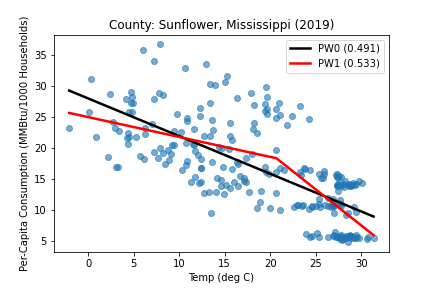 County: Sunflower, Mississippi (2019)
PW0 (0.491)
PW1 (0.533)
Per-Capita Consumption (MMBtu/1000 Households)
35
30
25
20
15
10
5
0 5 10 15 20 25 30
Temp (deg C)